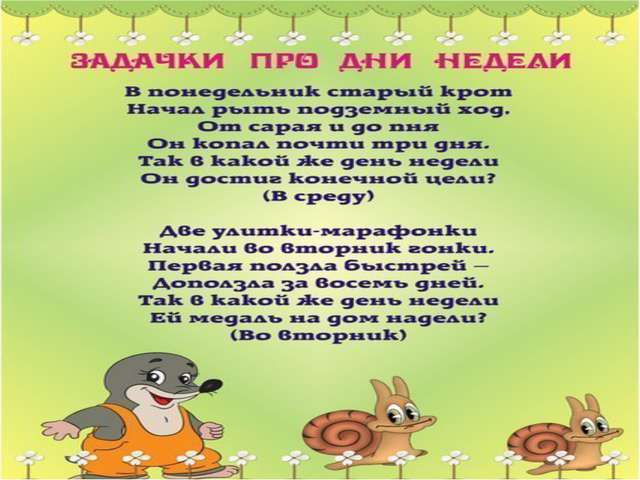 ЗАДАЧКИ ПРО ДНИ НЕДЕЛИ
В понедельник старый крот
Начал рыть подземный ход.
От сарая и до пня
Он копал почти три дня.
Так в какой же день недели
Он достиг конечной цели?
(В среду)
Две улитки-марафонки
Начали во вторник гонки.
Первая ползла быстрей –
Доползла за восемь дней.
Так в какой же день недели
Ей медаль на дом надели?
(Во вторник)